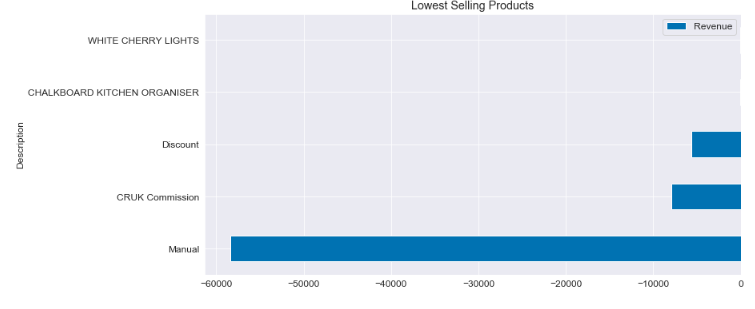 Lowest Selling Products
Revenue
WHITE CHERRY LIGHTS
CHALKBOARD KITCHEN ORGANISER
Discount
CRUK Commission
Manual
Description
−60000 −50000 −40000 −30000 −20000 −10000 0